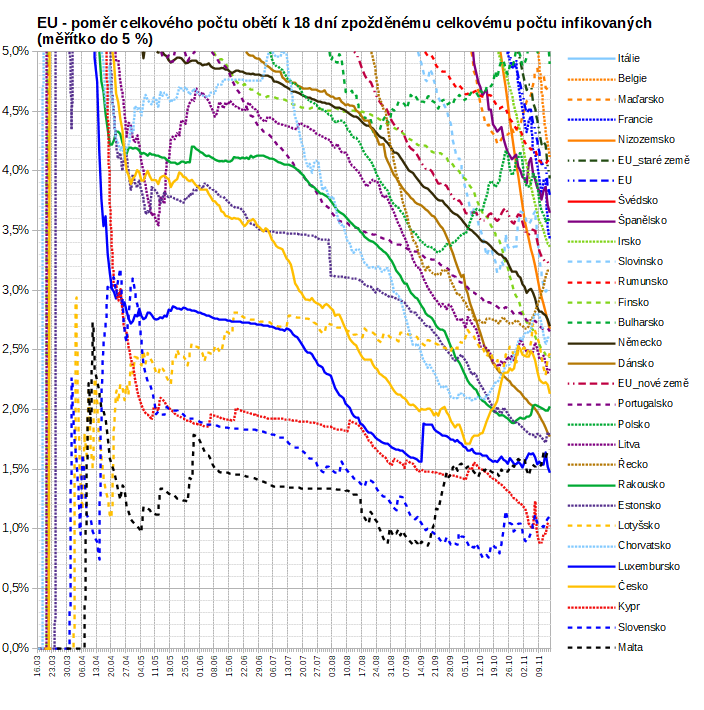 EU - poměr celkového počtu obětí k 18 dní zpožděnému celkovému počtu infikovaných
(měřítko do 5 %)
5,0%
4,5%
4,0%
3,5%
3,0%
2,5%
2,0%
1,5%
1,0%
0,5%
0,0%
16.03
23.03
30.03
06.04
13.04
20.04
27.04
04.05
11.05
18.05
25.05
01.06
08.06
15.06
22.06
29.06
06.07
13.07
20.07
27.07
03.08
10.08
17.08
24.08
31.08
07.09
14.09
21.09
28.09
05.10
12.10
19.10
26.10
02.11
09.11
Itálie
Belgie
Maďarsko
Francie
Nizozemsko
EU_staré země
EU
Švédsko
Španělsko
Irsko
Slovinsko
Rumunsko
Finsko
Bulharsko
Německo
Dánsko
EU_nové země
Portugalsko
Polsko
Litva
Řecko
Rakousko
Estonsko
Lotyšsko
Chorvatsko
Luxembursko
Česko
Kypr
Slovensko
Malta